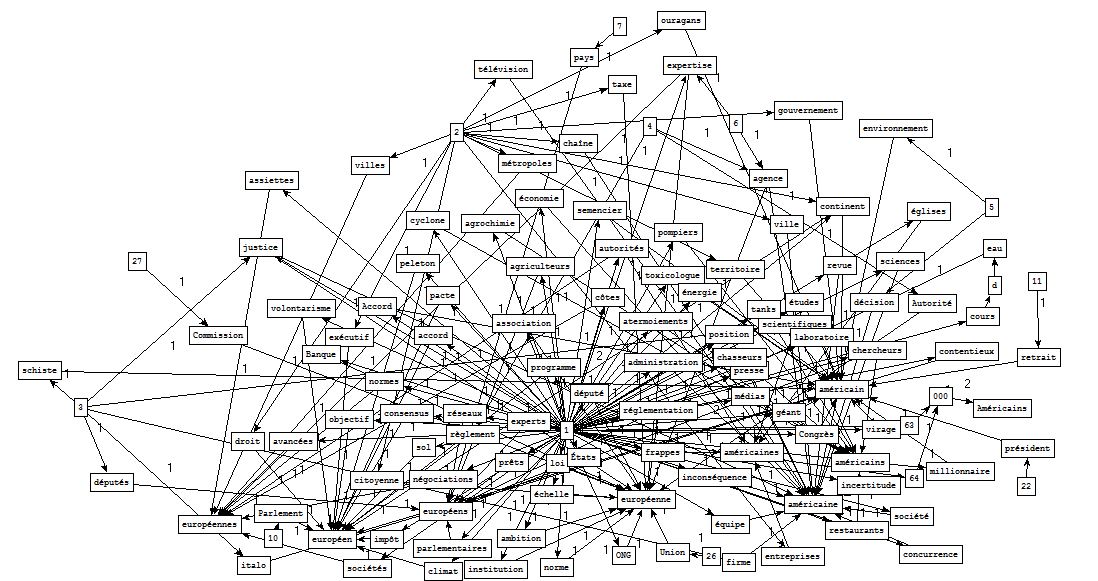 ouragans
7
pays
expertise
télévision
taxe
gouvernement
2
4
6
environnement
chaîne
villes
métropoles
agence
assiettes
économie
continent
5
cyclone
agrochimie
semencier
ville
églises
pompiers
justice
autorités
eau
27
peleton
agriculteurs
toxicologue
territoire
revue
sciences
d
11
pacte
côtes
énergie
volontarisme
Accord
tanks
études
décision
Autorité
cours
Commission
exécutif
accord
association
atermoiements
position
scientifiques
laboratoire
Banque
chercheurs
contentieux
retrait
schiste
programme
administration
chasseurs
presse
normes
député
médias
américain
000
Américains
3
objectif
consensus
réseaux
experts
réglementation
géant
virage
63
1
droit
avancées
sol
règlement
Congrès
président
prêts
loi
États
frappes
américaines
américains
millionnaire
députés
citoyenne
négociations
inconséquence
incertitude
64
22
échelle
européenne
américaine
Parlement
européens
européennes
équipe
société
10
européen
impôt
ambition
restaurants
parlementaires
ONG
Union
26
entreprises
concurrence
italo
sociétés
climat
institution
norme
firme